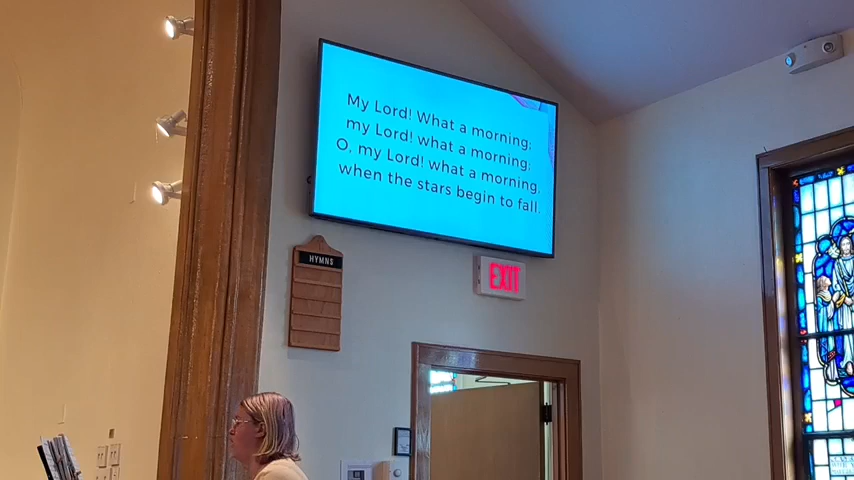 My Lord! What a morning;
my Lord! what a morning;
O, my Lord! what a morning,
when the stars begin to fall.
HYMNS
EXIT